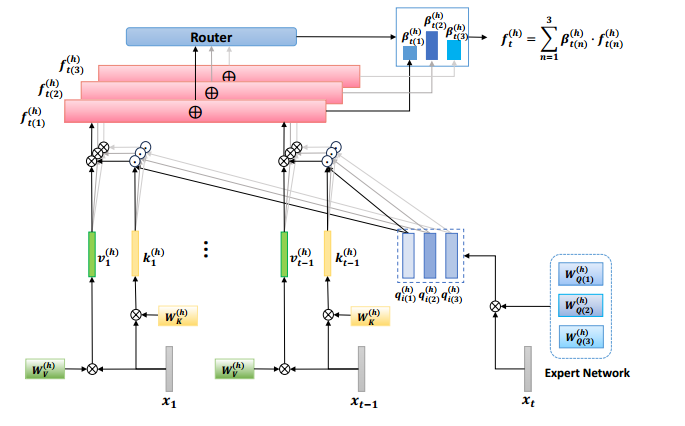 Router
β_{t(1)}^{(h)} β_{t(2)}^{(h)} β_{t(3)}^{(h)}
f_t^{(h)} = \sum_{n=1}^{3} β_{t(n)}^{(h)} · f_{t(n)}^{(h)}
f_{t(3)}^{(h)}
f_{t(2)}^{(h)}
f_{t(1)}^{(h)}
v_1^{(h)} k_1^{(h)} ⋮ v_{t-1}^{(h)} k_{t-1}^{(h)}
q_{i(1)}^{(h)} q_{i(2)}^{(h)} q_{i(3)}^{(h)}
W_{Q(1)}^{(h)}
W_{Q(2)}^{(h)}
W_{Q(3)}^{(h)}
W_K^{(h)} W_K^{(h)}
W_V^{(h)} W_V^{(h)}
Expert Network
x_1 x_{t-1} x_t